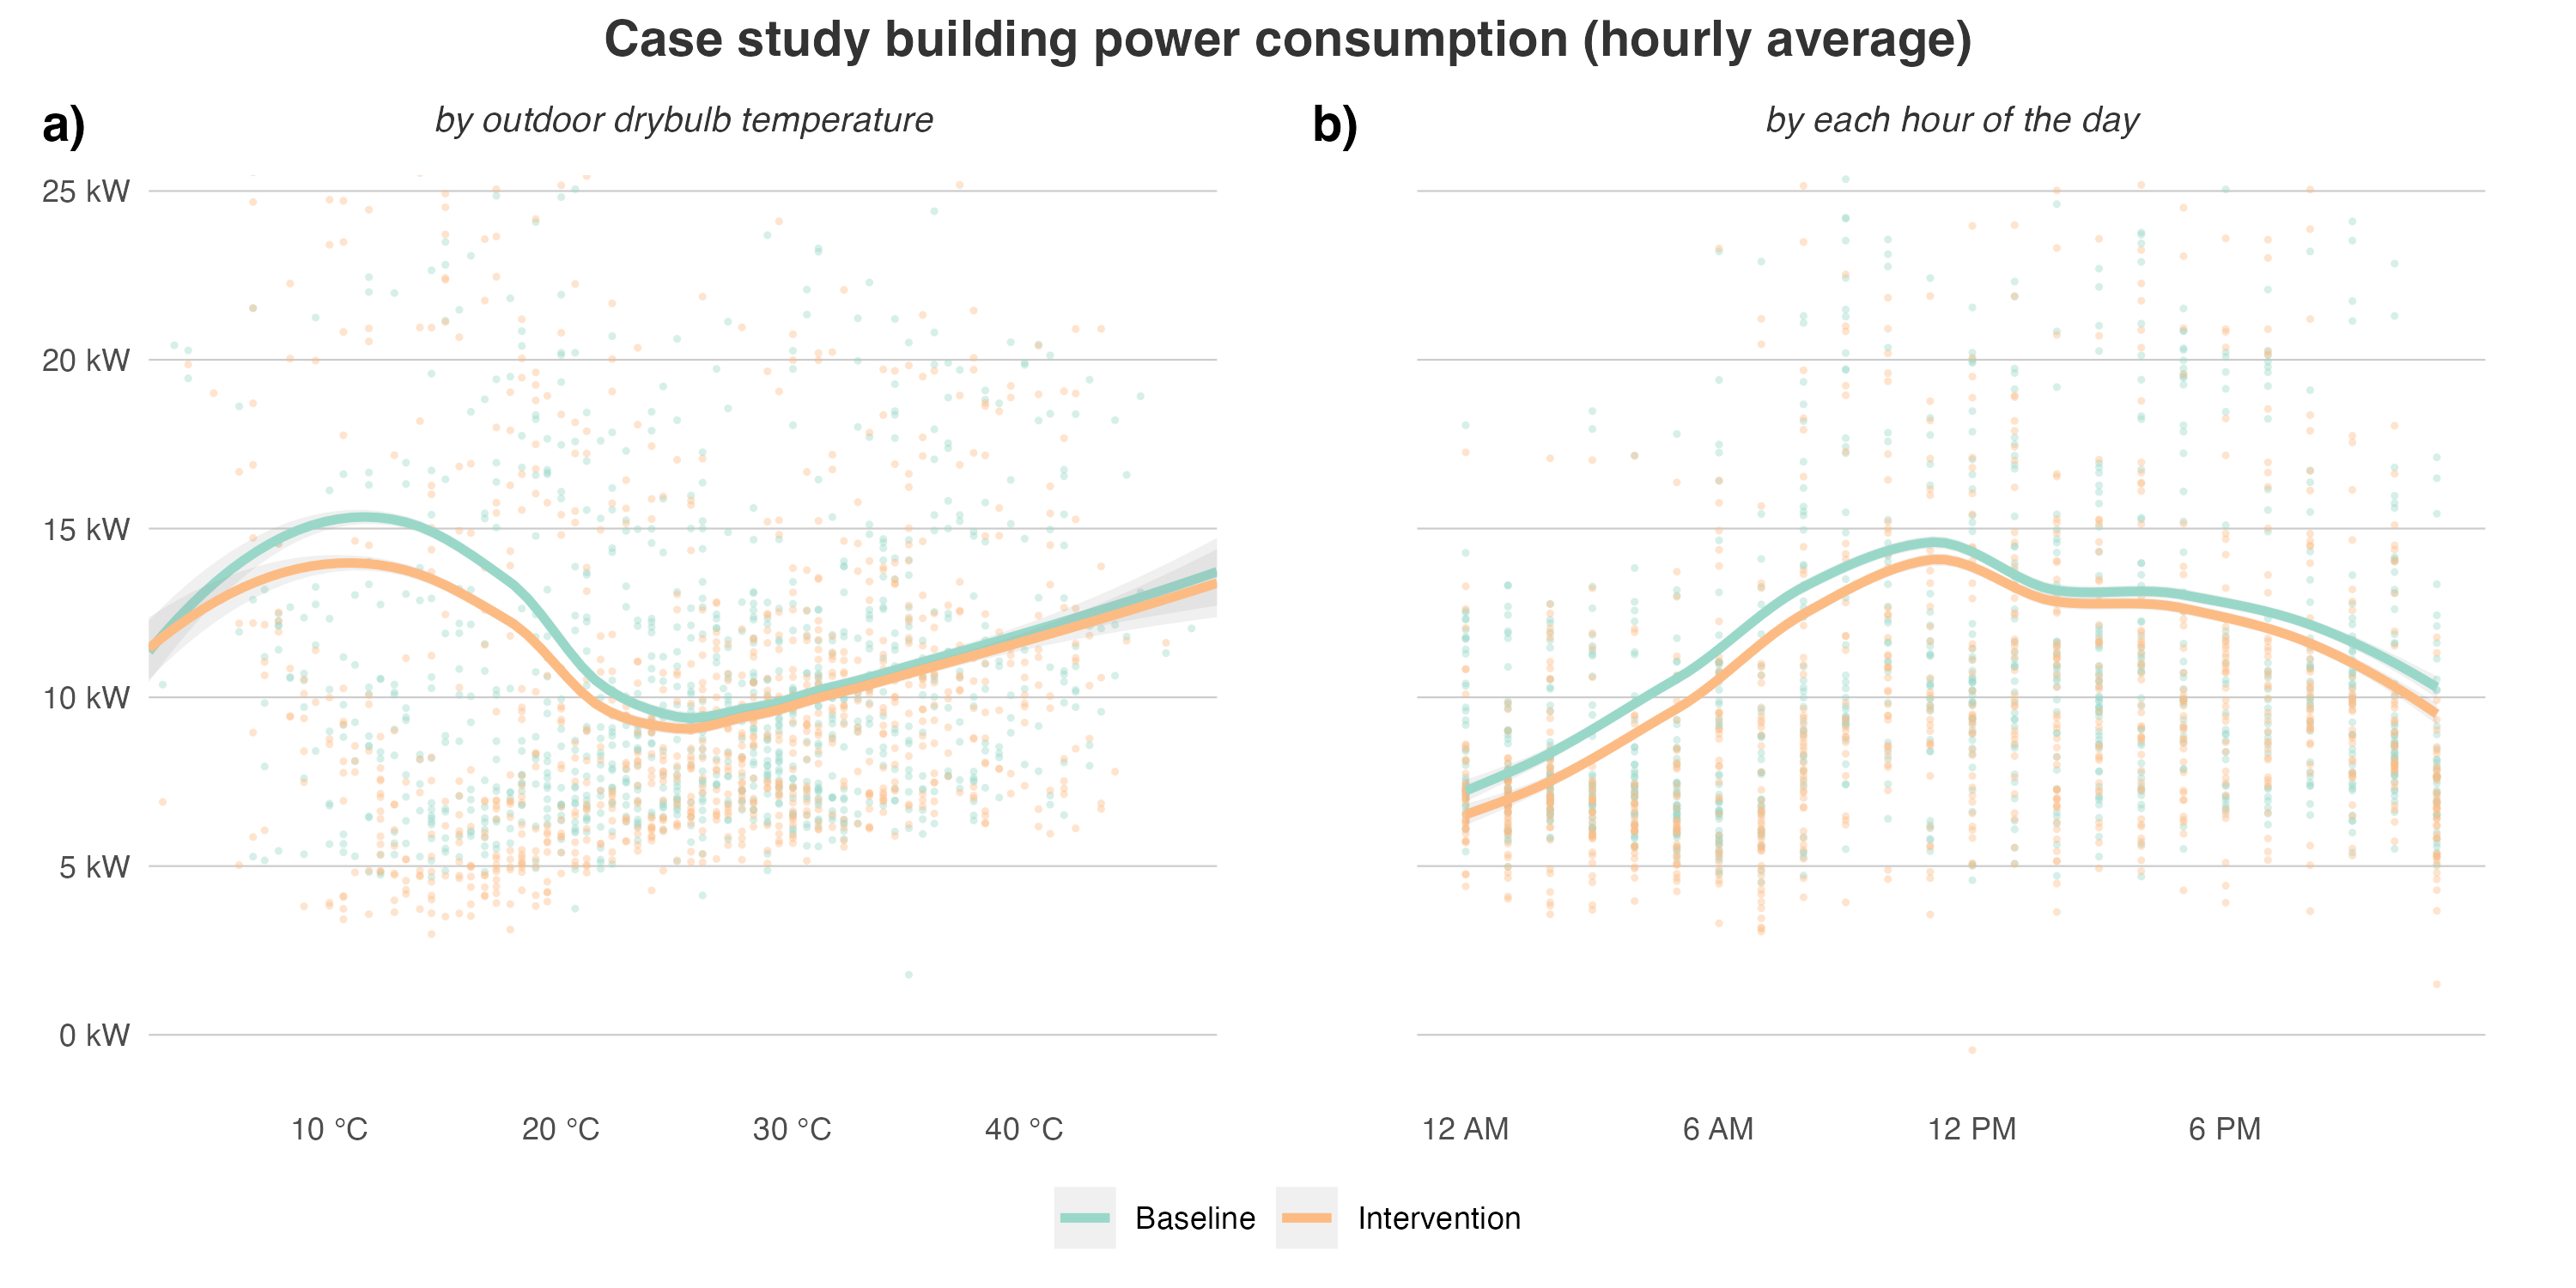 Case study building power consumption (hourly average)
a)
by outdoor drybulb temperature
b)
by each hour of the day
25 kW
20 kW
15 kW
10 kW
5 kW
0 kW
10 °C
20 °C
30 °C
40 °C
12 AM
6 AM
12 PM
6 PM
Baseline
Intervention